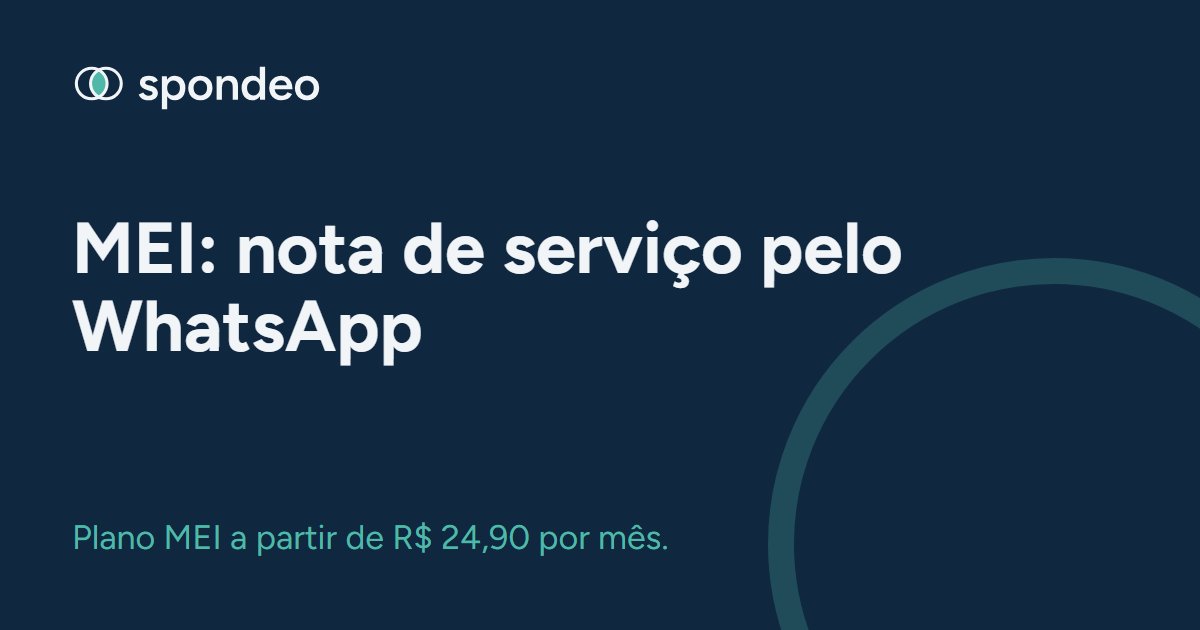 spondeo
MEI: nota de serviço pelo
WhatsApp
Plano MEI a partir de R$ 24,90 por mês.